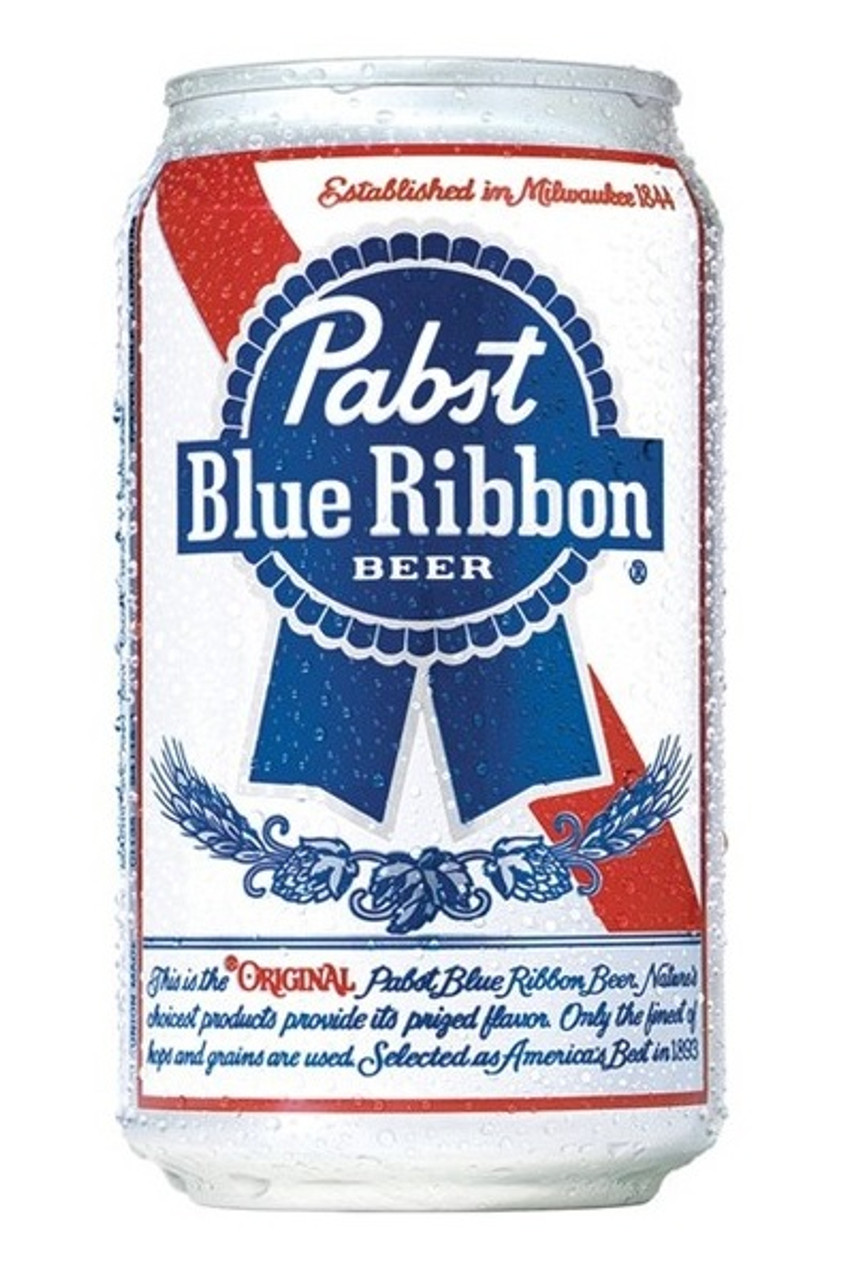 Established in Milwaukee 1844
Pabst
Blue Ribbon
BEER
®
This is the ®ORIGINAL Pabst Blue Ribbon Beer. Nature's
choicest products provide its prized flavor. Only the finest of
hops and grains are used. Selected as America's Best in 1893
UNION MADE